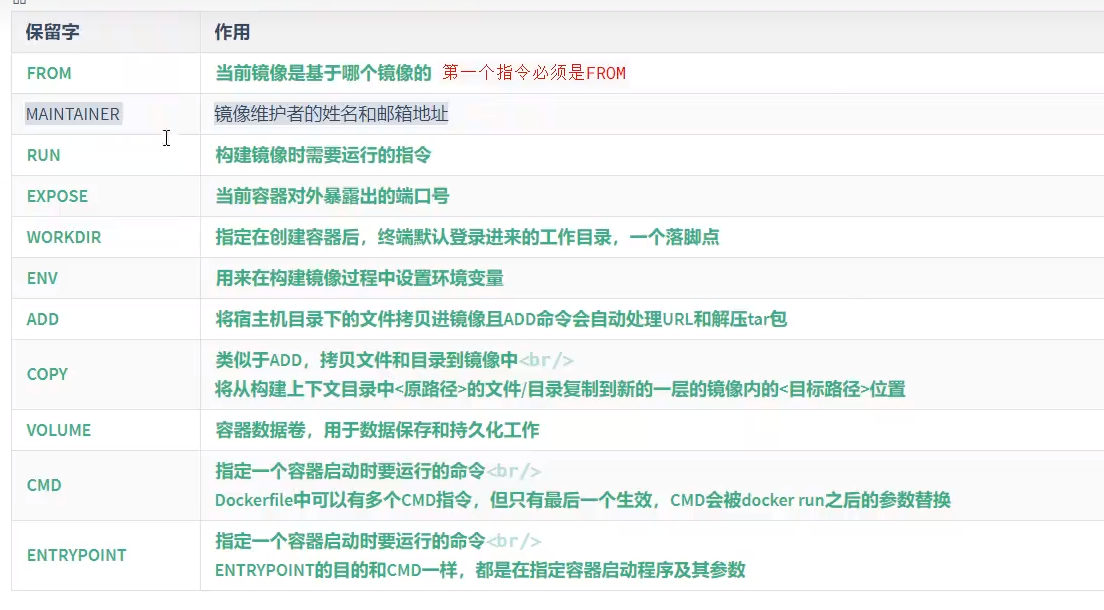 保留字 作用
FROM 当前镜像是基于哪个镜像的 第一个指令必须是FROM
MAINTAINER 镜像维护者的姓名和邮箱地址
RUN 构建镜像时需要运行的指令
EXPOSE 当前容器对外暴露出的端口号
WORKDIR 指定在创建容器后，终端默认登录进来的工作目录，一个落脚点
ENV 用来在构建镜像过程中设置环境变量
ADD 将宿主机目录下的文件拷贝进镜像且ADD命令会自动处理URL和解压tar包
COPY 类似于ADD，拷贝文件和目录到镜像中<br/>
将从构建上下文目录中<原路径>的文件/目录复制到新的一层的镜像内的<目标路径>位置
VOLUME 容器数据卷，用于数据保存和持久化工作
CMD 指定一个容器启动时要运行的命令<br/>
Dockerfile中可以有多个CMD指令，但只有最后一个生效，CMD会被docker run之后的参数替换
ENTRYPOINT 指定一个容器启动时要运行的命令<br/>
ENTRYPOINT的目的和CMD一样，都是在指定容器启动程序及其参数